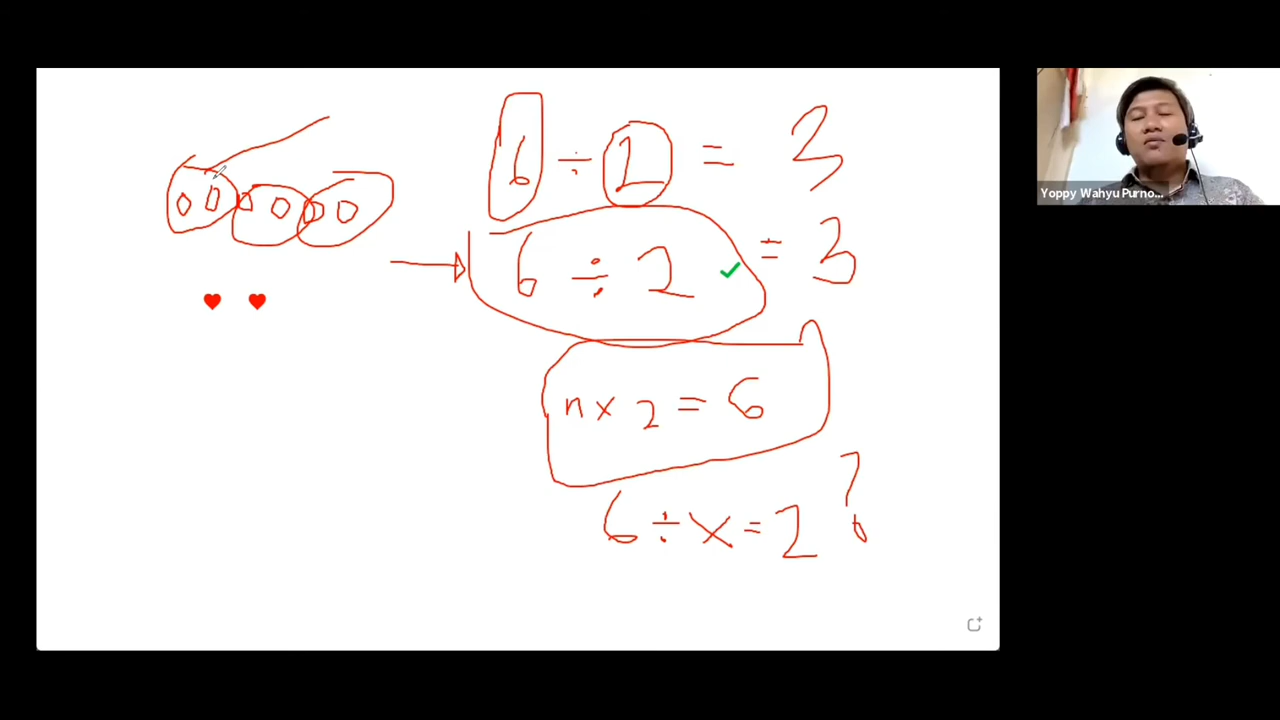 6 ÷ 2 = 3
6 ÷ 2 = 3
n x 2 = 6
6 ÷ x = 2 ?
Yoppy Wahyu Purno...